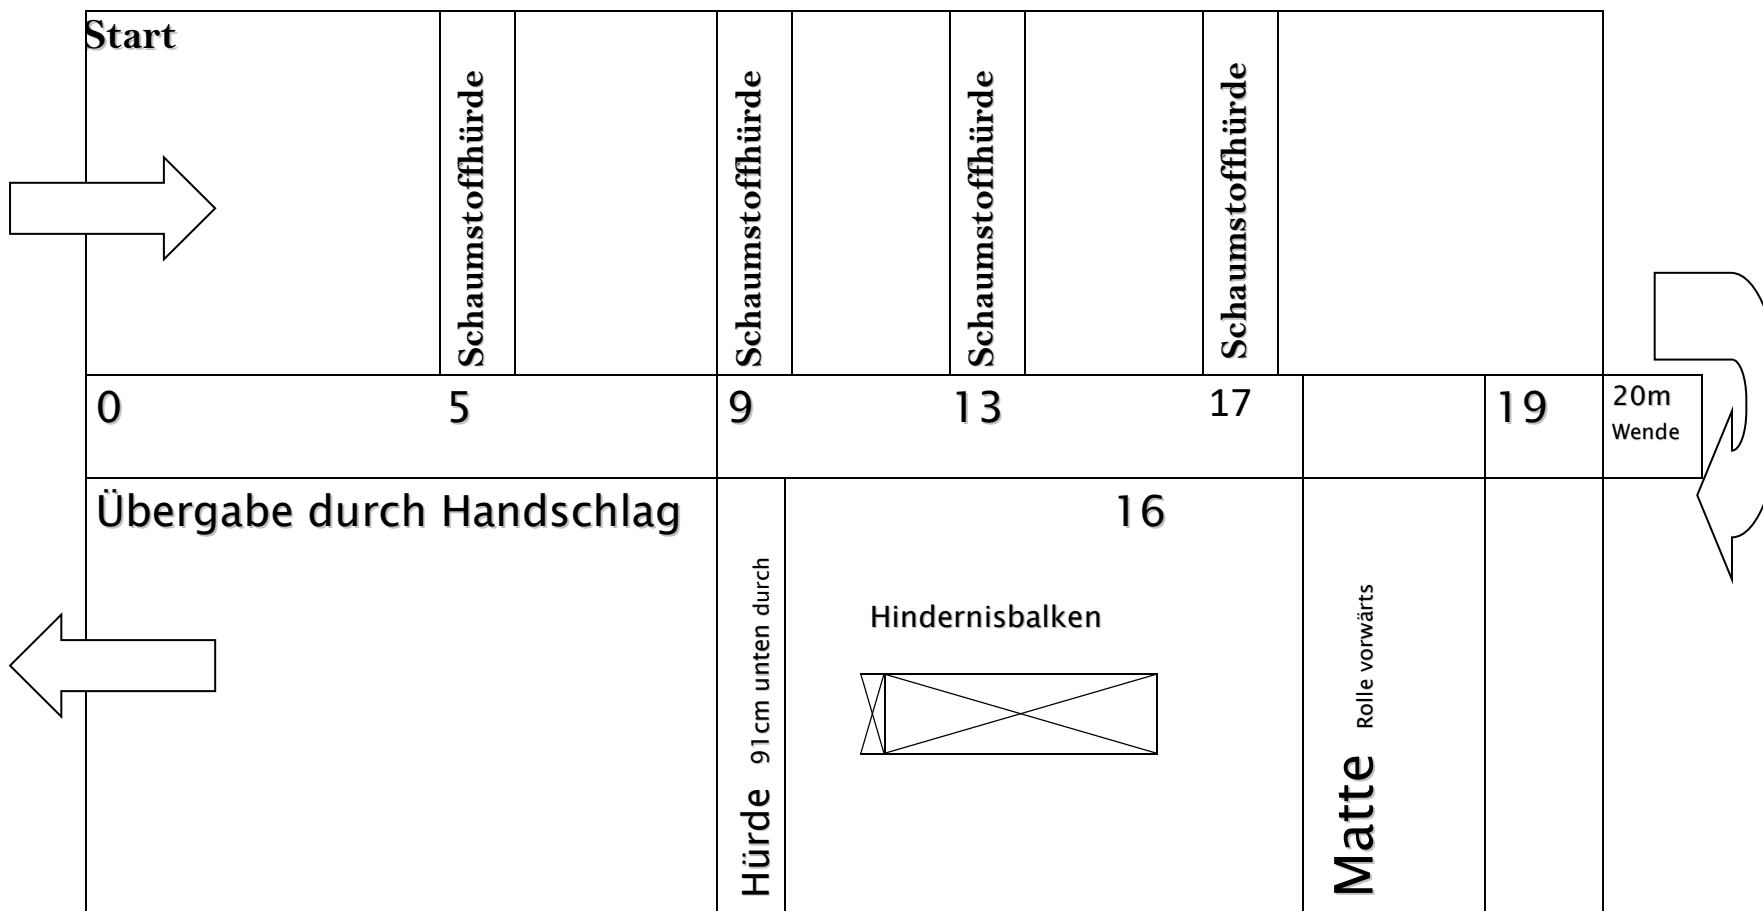 Start
Schaumstoffhürde
Schaumstoffhürde
Schaumstoffhürde
Schaumstoffhürde
0
5
9
13
17
19
20m
Wende
Übergabe durch Handschlag
16
Hürde 91cm unten durch
Hindernisbalken
Matte Rolle vorwärts